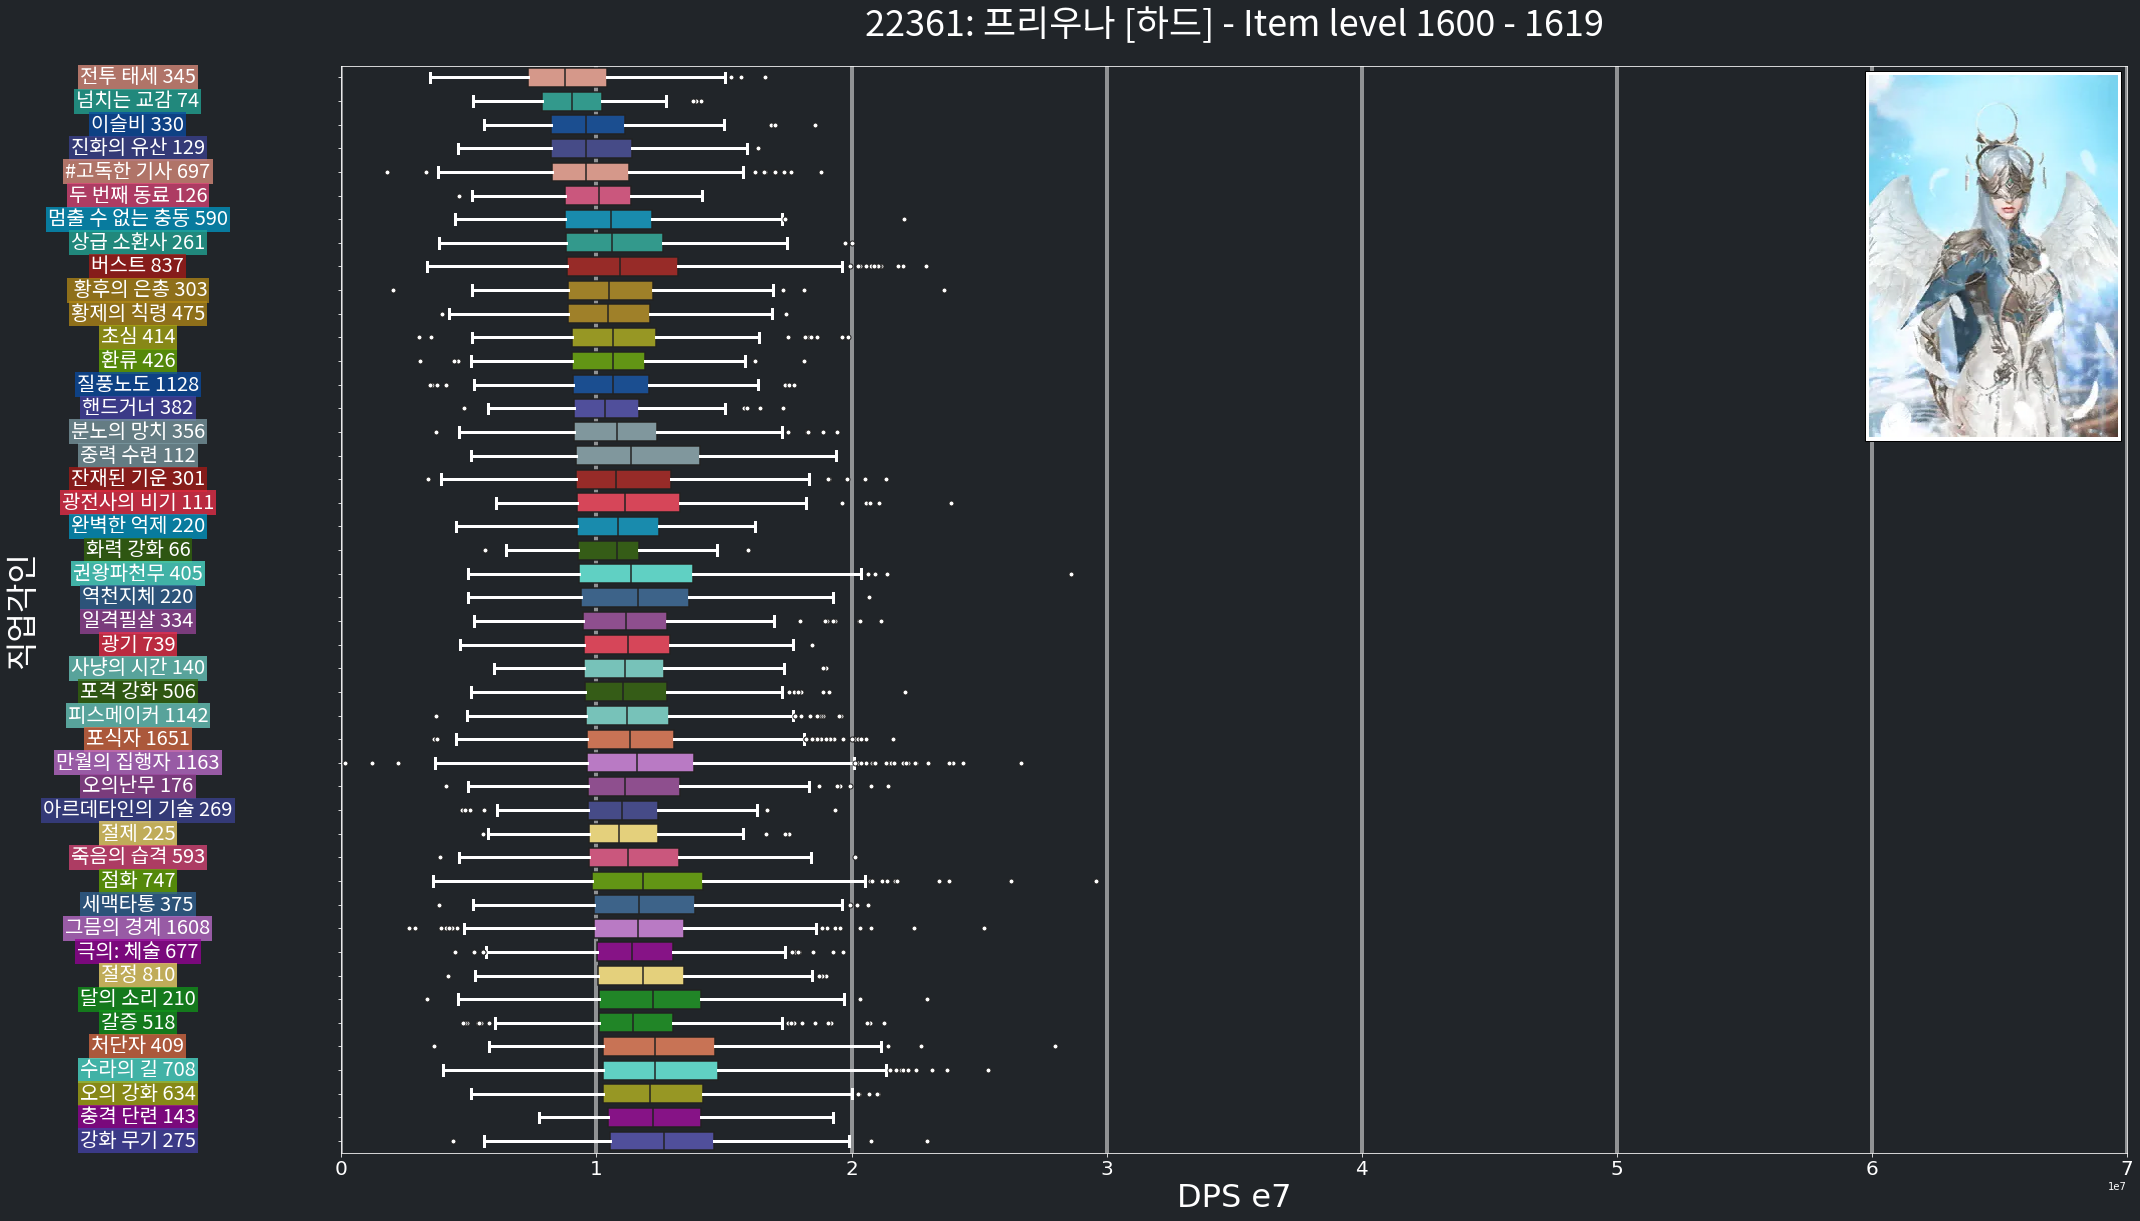 22361: 프리우나 [하드] - Item level 1600 - 1619
전투 태세 345
넘치는 교감 74
이슬비 330
진화의 유산 129
#고독한 기사 697
두 번째 동료 126
멈출 수 없는 충동 590
상급 소환사 261
버스트 837
황후의 은총 303
황제의 칙령 475
초심 414
환류 426
질풍노도 1128
핸드거너 382
분노의 망치 356
중력 수련 112
잔재된 기운 301
광전사의 비기 111
완벽한 억제 220
화력 강화 66
권왕파천무 405
역천지체 220
일격필살 334
광기 739
사냥의 시간 140
포격 강화 506
피스메이커 1142
포식자 1651
만월의 집행자 1163
오의난무 176
아르데타인의 기술 269
절제 225
죽음의 습격 593
점화 747
세맥타통 375
그믐의 경계 1608
극의: 체술 677
절정 810
달의 소리 210
갈증 518
처단자 409
수라의 길 708
오의 강화 634
충격 단련 143
강화 무기 275
직업각인
0 1 2 3 4 5 6 7
DPS e7
1e7